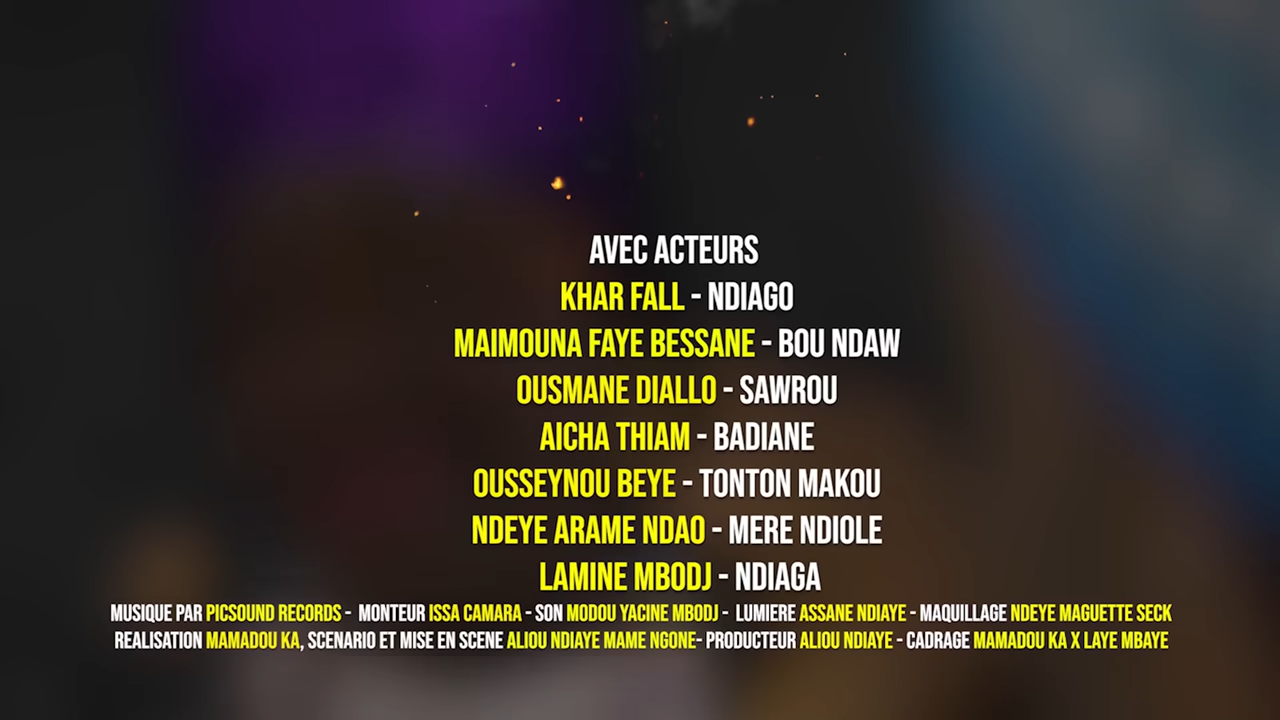 AVEC ACTEURS
KHAR FALL - NDIAGO
MAIMOUNA FAYE BESSANE - BOU NDAW
OUSMANE DIALLO - SAWROU
AICHA THIAM - BADIANE
OUSSEYNOU BEYE - TONTON MAKOU
NDEYE ARAME NDAO - MERE NDIOLE
LAMINE MBODJ - NDIAGA
MUSIQUE PAR PICSOUND RECORDS - MONTEUR ISSA CAMARA - SON MODOU YACINE MBODJ - LUMIERE ASSANE NDIAYE - MAQUILLAGE NDEYE MAGUETTE SECK
REALISATION MAMADOU KA, SCENARIO ET MISE EN SCENE ALIOU NDIAYE MAME NGONE- PRODUCTEUR ALIOU NDIAYE - CADRAGE MAMADOU KA X LAYE MBAYE